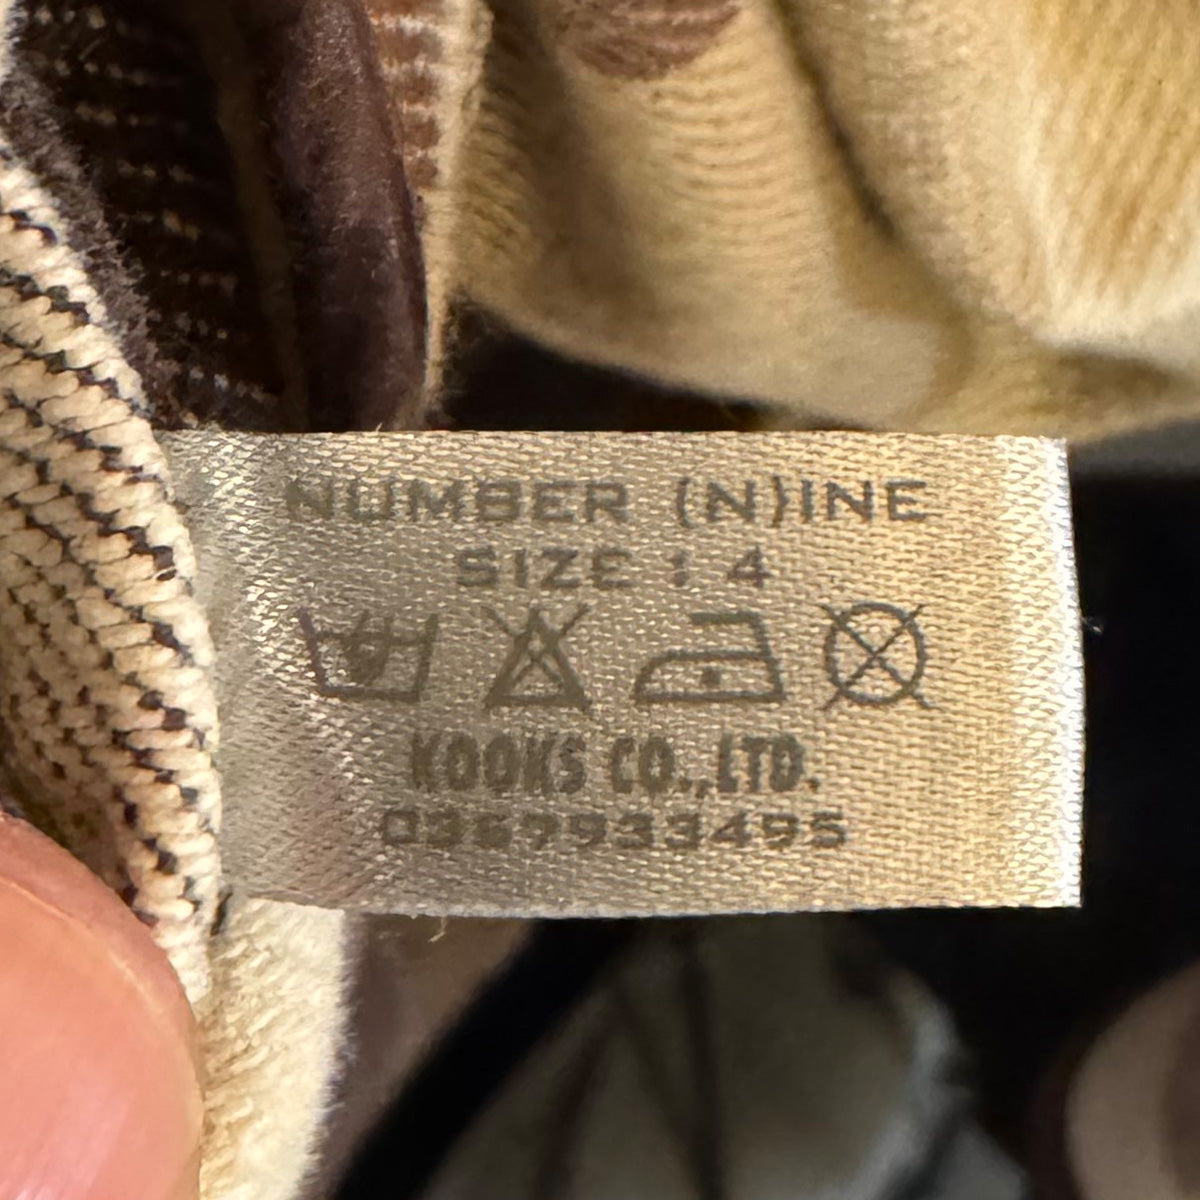 NUMBER (N)INE
SIZE : 4
KOOKS CO.,LTD.
0367933495